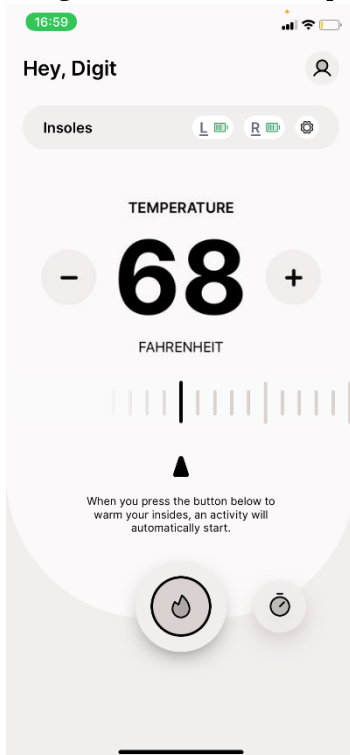 16:59
Hey, Digit
Insoles L R
TEMPERATURE
- 68 +
FAHRENHEIT
When you press the button below to
warm your insides, an activity will
automatically start.